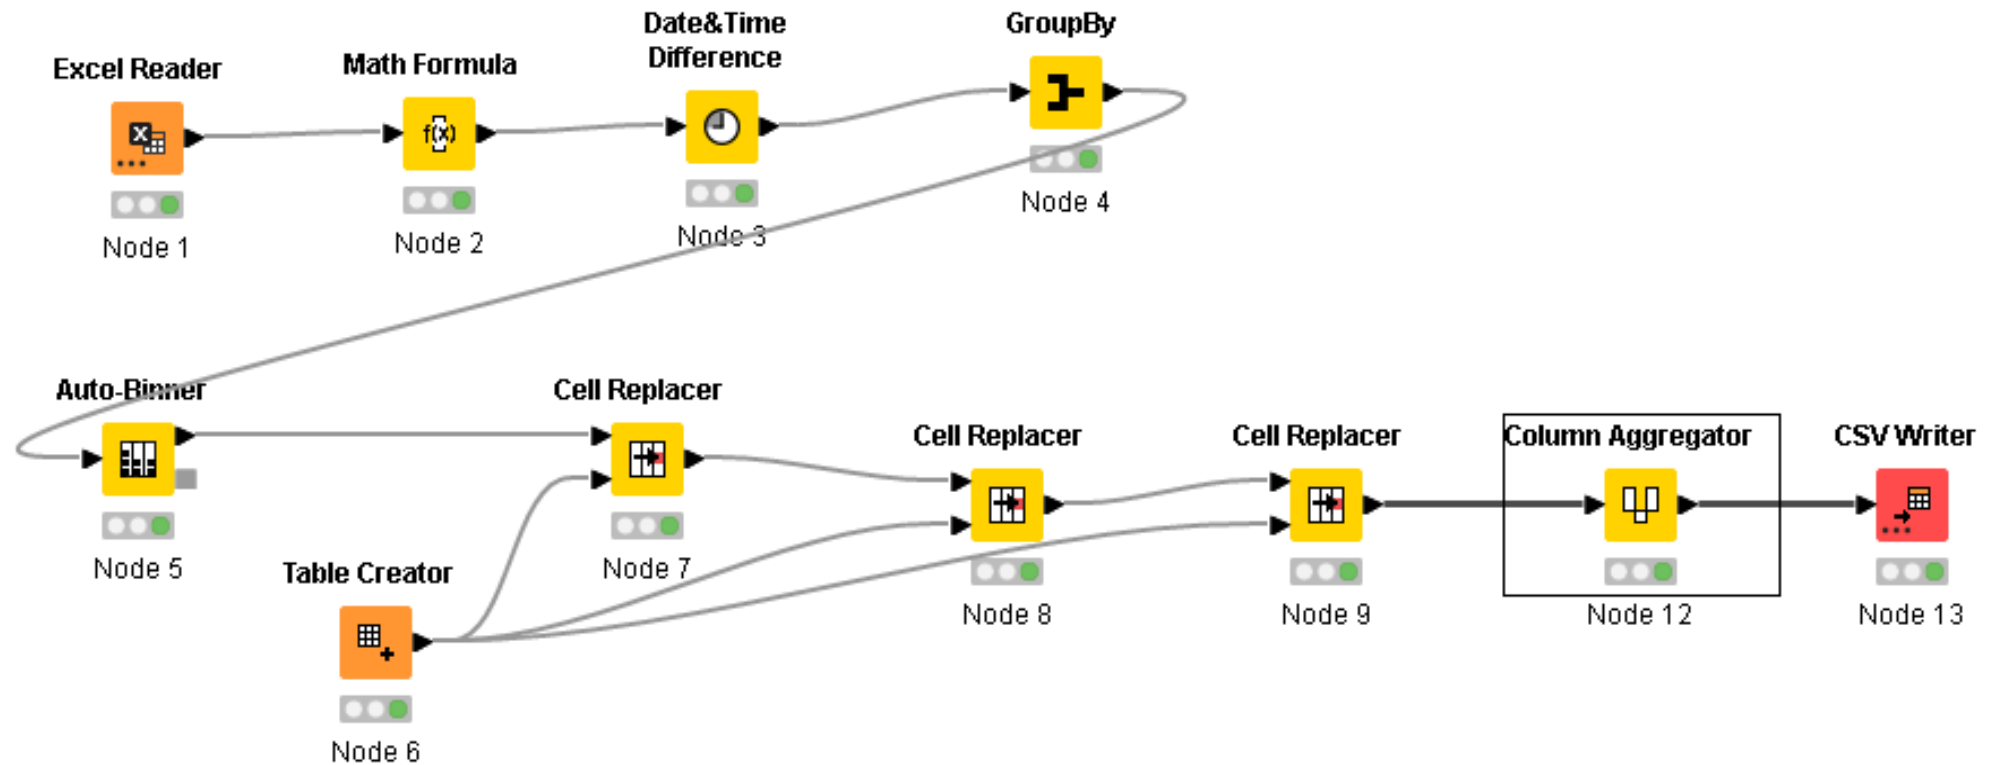 Excel Reader
Node 1
Math Formula
f(x)
Node 2
Date&Time
Difference
Node 3
GroupBy
Node 4
Auto-Binner
Node 5
Table Creator
Node 6
Cell Replacer
Node 7
Cell Replacer
Node 8
Cell Replacer
Node 9
Column Aggregator
Node 12
CSV Writer
Node 13